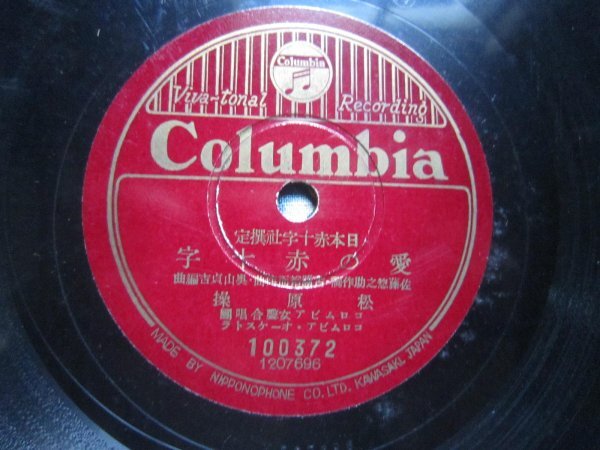 Columbia
Viva-tonal Recording
Columbia
日本赤十字社撰定
愛の赤十字
佐藤惣之助作 奥山貞吉編曲
松原操
コロムビア女聲合唱團
コロムビア・オーケストラ
100372
1207696
MADE BY NIPPONOPHONE CO. LTD. KAWASAKI, JAPAN